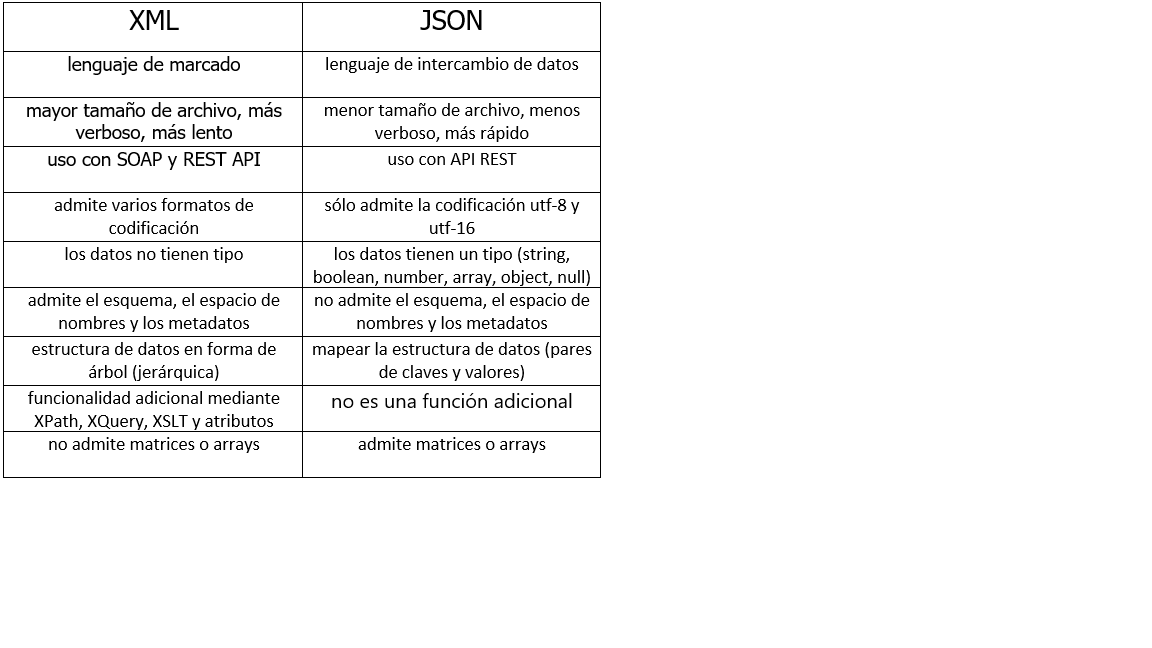 XML JSON
lenguaje de marcado
lenguaje de intercambio de datos
mayor tamaño de archivo, más
verboso, más lento
menor tamaño de archivo, menos
verboso, más rápido
uso con SOAP y REST API
uso con API REST
admite varios formatos de
codificación
sólo admite la codificación utf-8 y
utf-16
los datos no tienen tipo
los datos tienen un tipo (string,
boolean, number, array, object, null)
admite el esquema, el espacio de
nombres y los metadatos
no admite el esquema, el espacio de
nombres y los metadatos
estructura de datos en forma de
árbol (jerárquica)
mapear la estructura de datos (pares
de claves y valores)
funcionalidad adicional mediante
XPath, XQuery, XSLT y atributos
no es una función adicional
no admite matrices o arrays
admite matrices o arrays